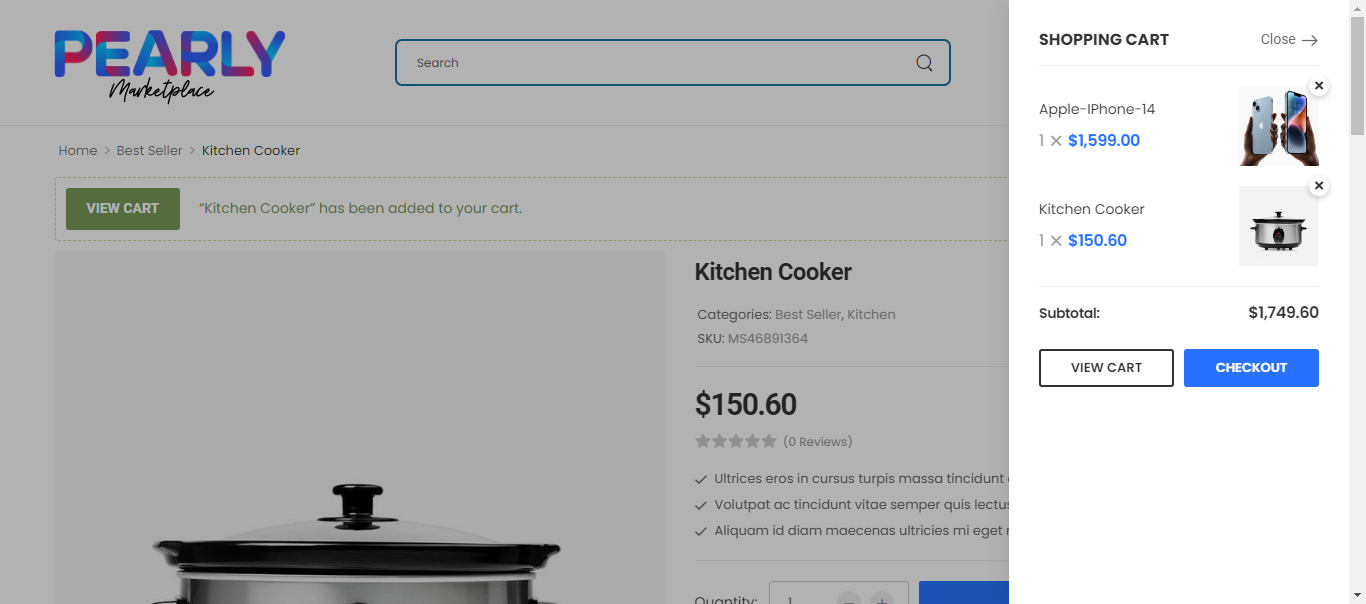 PEARLY
Marketplace
Search
Home > Best Seller > Kitchen Cooker
VIEW CART
“Kitchen Cooker” has been added to your cart.
Kitchen Cooker
Categories: Best Seller, Kitchen
SKU: MS46891364
$150.60
(0 Reviews)
Ultrices eros in cursus turpis massa tincidunt
Volutpat ac tincidunt vitae semper quis lectus
Aliquam id diam maecenas ultricies mi eget
Quantity: 1 − +
SHOPPING CART
Close →
Apple-IPhone-14
1 × $1,599.00
Kitchen Cooker
1 × $150.60
Subtotal: $1,749.60
VIEW CART
CHECKOUT